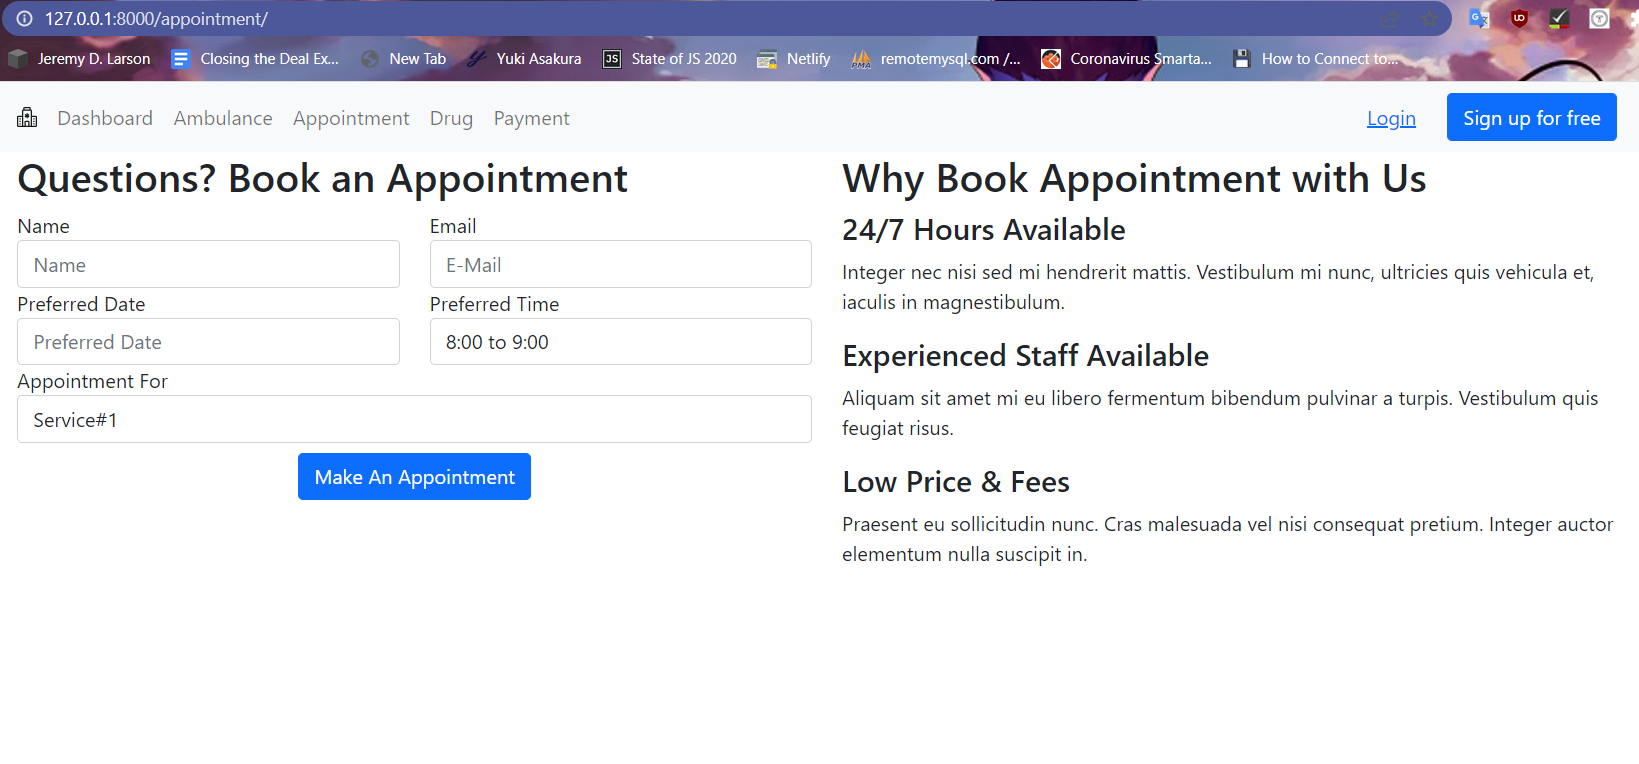 127.0.0.1:8000/appointment/
Jeremy D. Larson Closing the Deal Ex... New Tab Yuki Asakura JS State of JS 2020 Netlify PMA remotemysql.com /... Coronavirus Smarta... How to Connect to...
Dashboard Ambulance Appointment Drug Payment Login Sign up for free
Questions? Book an Appointment
Name Email
Name E-Mail
Preferred Date Preferred Time
Preferred Date 8:00 to 9:00
Appointment For
Service#1
Make An Appointment
Why Book Appointment with Us
24/7 Hours Available
Integer nec nisi sed mi hendrerit mattis. Vestibulum mi nunc, ultricies quis vehicula et,
iaculis in magnestibulum.
Experienced Staff Available
Aliquam sit amet mi eu libero fermentum bibendum pulvinar a turpis. Vestibulum quis
feugiat risus.
Low Price & Fees
Praesent eu sollicitudin nunc. Cras malesuada vel nisi consequat pretium. Integer auctor
elementum nulla suscipit in.